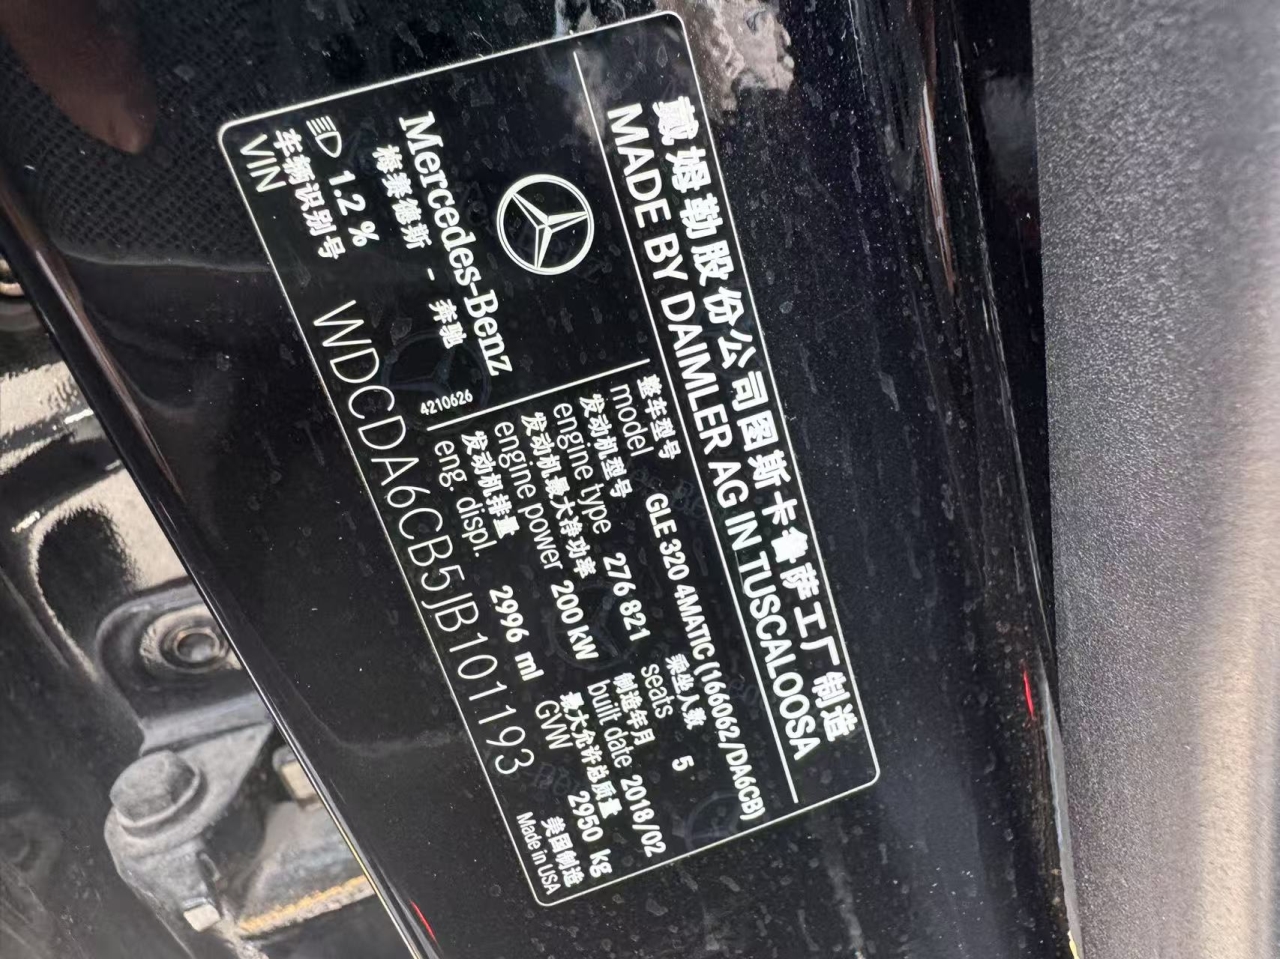 戴姆勒股份公司图斯卡鲁萨工厂制造
MADE BY DAIMLER AG IN TUSCALOOSA
Mercedes-Benz
梅赛德斯 - 奔驰
1.2 %
4210626
整车型号
model GLE 320 4MATIC (166062/DA6CB)
发动机型号 乘坐人数
engine type 276 821 seats 5
发动机最大净功率 制造年月
engine power 200 kW built date 2018/02
发动机排量 最大允许总质量
eng. displ. 2996 ml GVW 2950 kg
车辆识别号 美国制造
VIN WDCDA6CB5JB101193 Made in USA